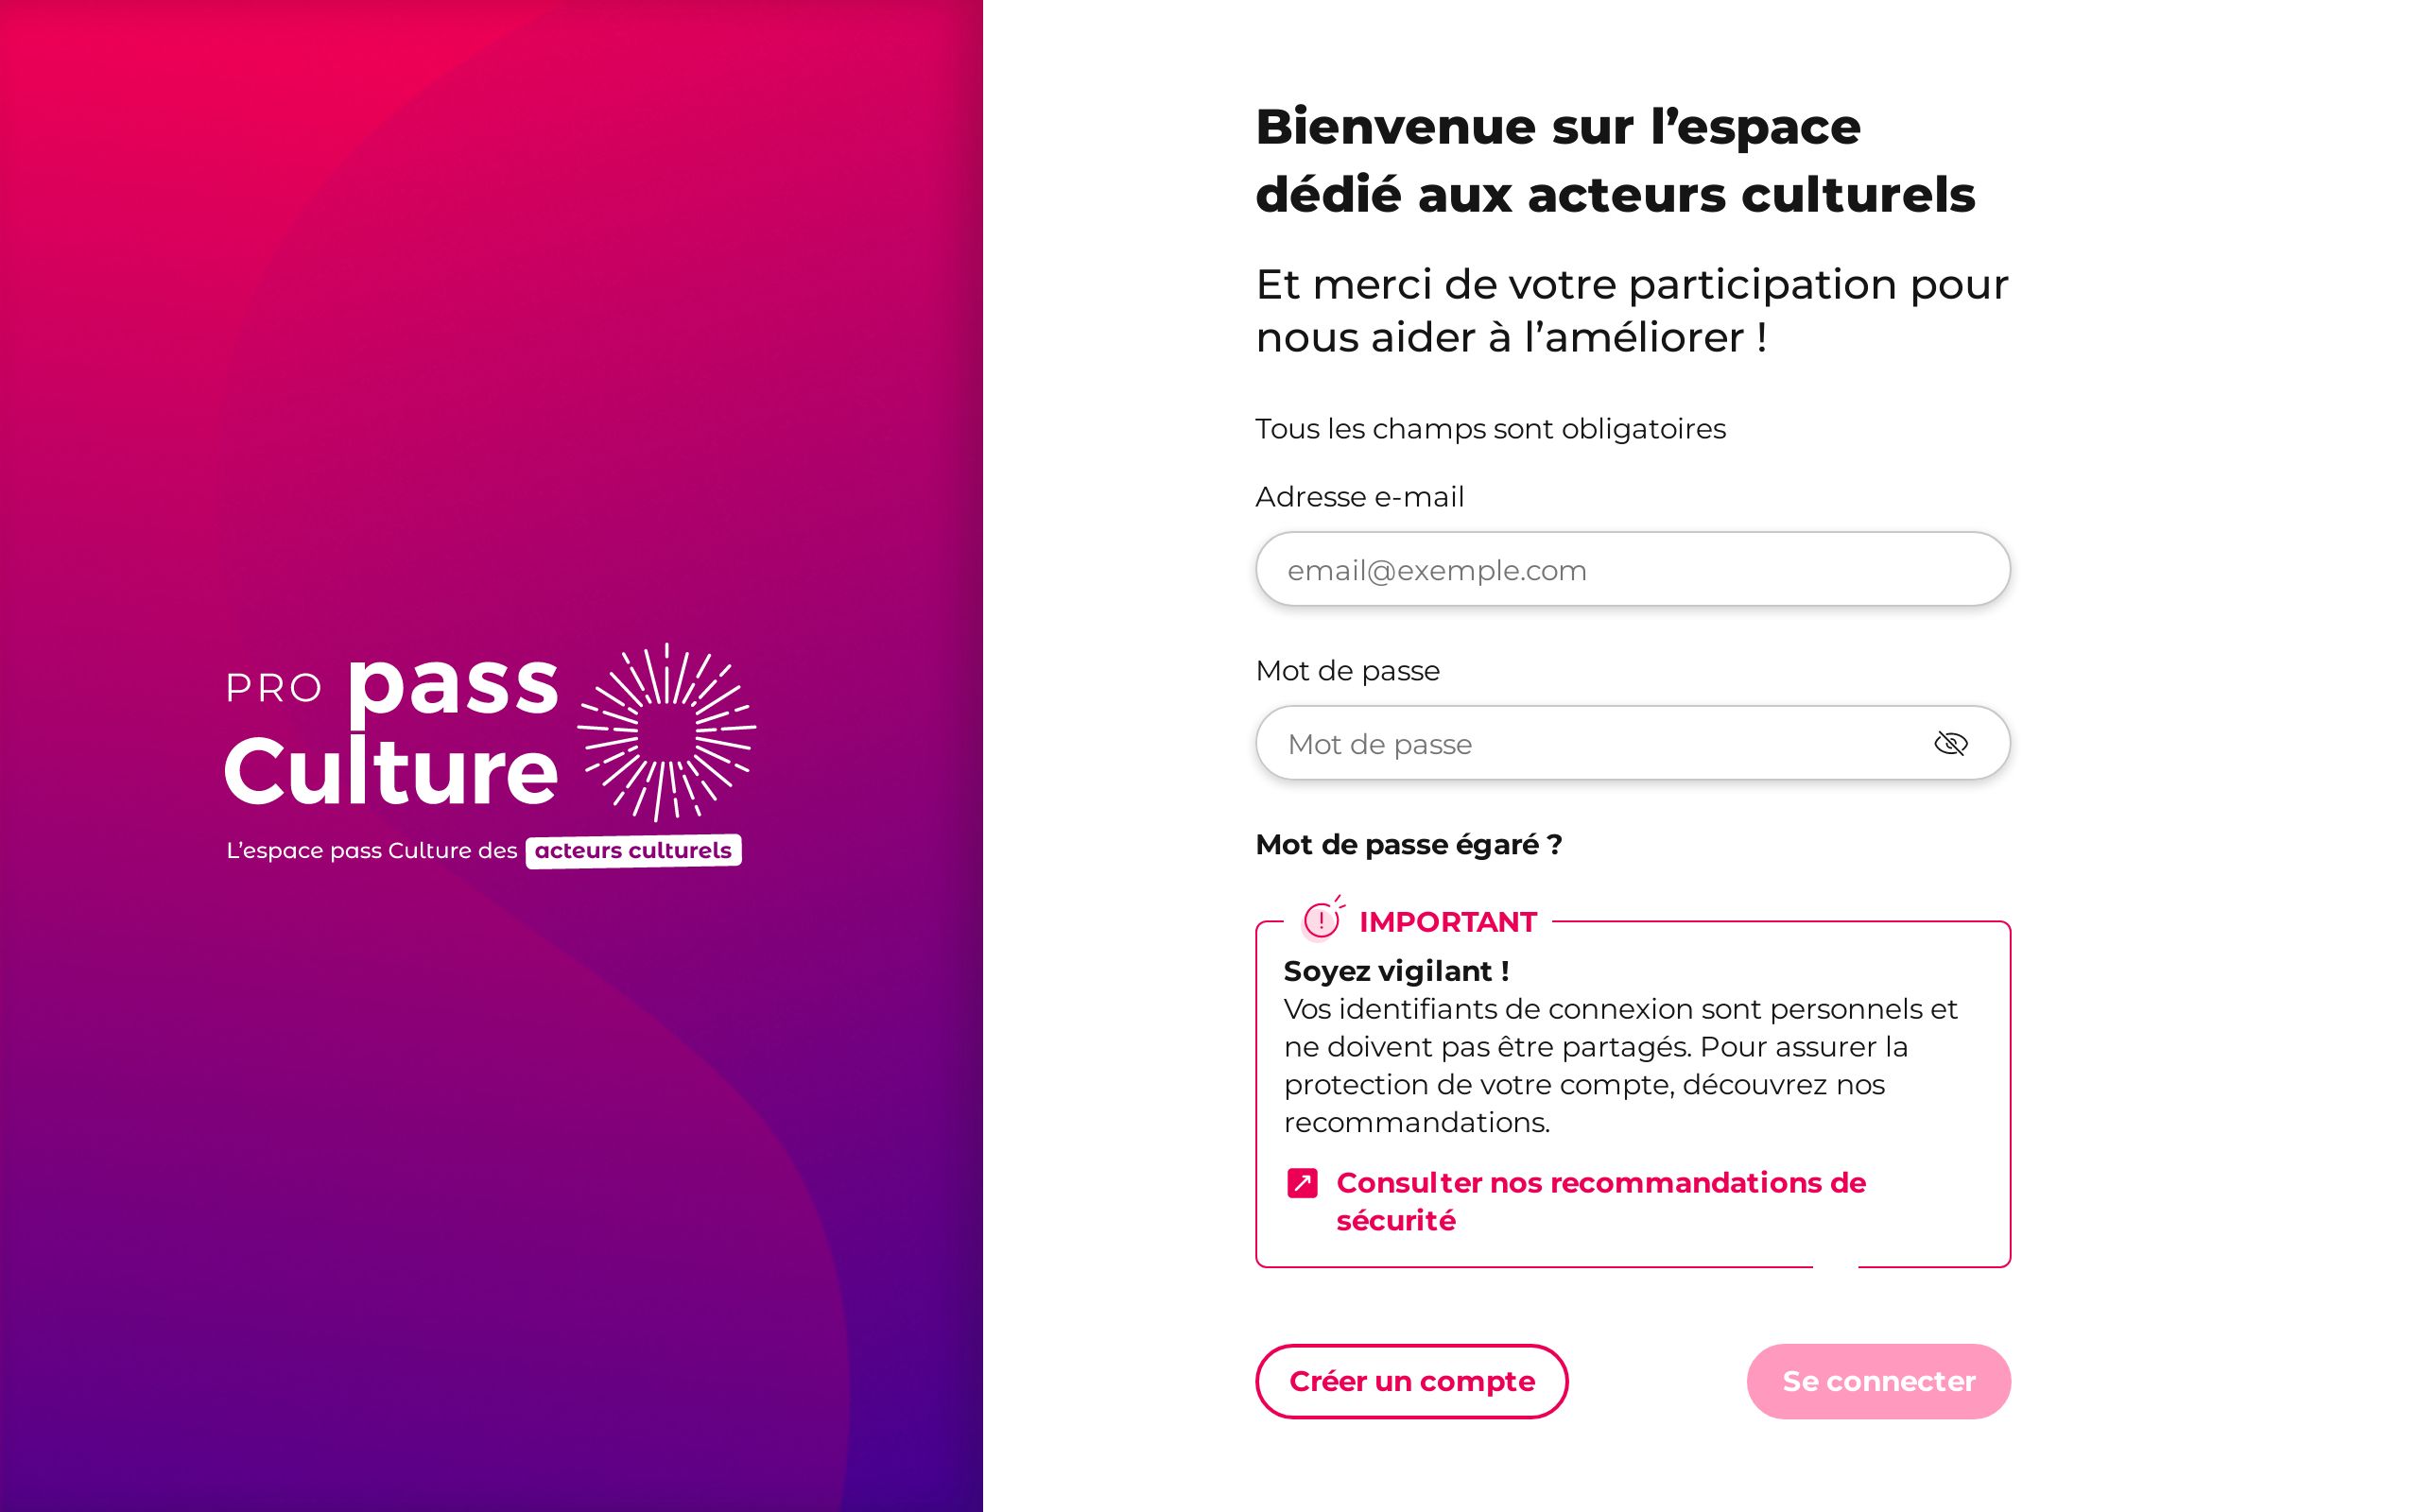 PRO pass
Culture
L’espace pass Culture des acteurs culturels
Bienvenue sur l’espace
dédié aux acteurs culturels
Et merci de votre participation pour
nous aider à l’améliorer !
Tous les champs sont obligatoires
Adresse e-mail
email@exemple.com
Mot de passe
Mot de passe
Mot de passe égaré ?
IMPORTANT
Soyez vigilant !
Vos identifiants de connexion sont personnels et
ne doivent pas être partagés. Pour assurer la
protection de votre compte, découvrez nos
recommandations.
Consulter nos recommandations de
sécurité
Créer un compte
Se connecter